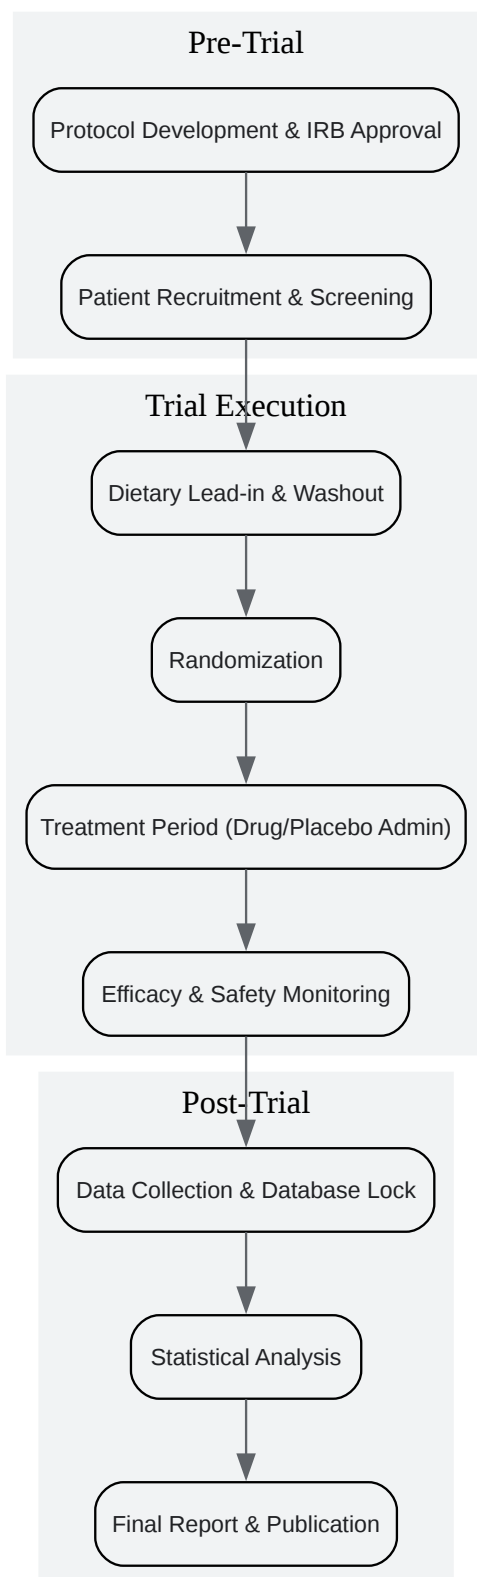 Pre-Trial
Protocol Development & IRB Approval
Patient Recruitment & Screening
Trial Execution
Dietary Lead-in & Washout
Randomization
Treatment Period (Drug/Placebo Admin)
Efficacy & Safety Monitoring
Post-Trial
Data Collection & Database Lock
Statistical Analysis
Final Report & Publication